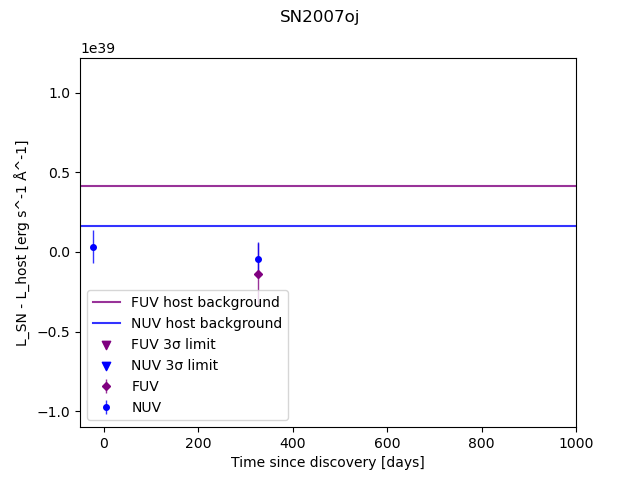 SN2007oj
1e39
1.0
0.5
0.0
−0.5
−1.0
L_SN - L_host [erg s^-1 Å^-1]
FUV host background
NUV host background
FUV 3σ limit
NUV 3σ limit
FUV
NUV
0 200 400 600 800 1000
Time since discovery [days]